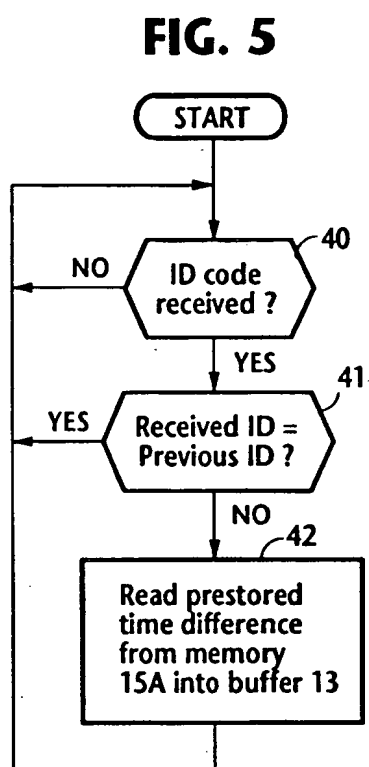 FIG. 5
START
40
NO
ID code
received ?
YES
41
YES
Received ID =
Previous ID ?
NO
42
Read prestored
time difference
from memory
15A into buffer 13